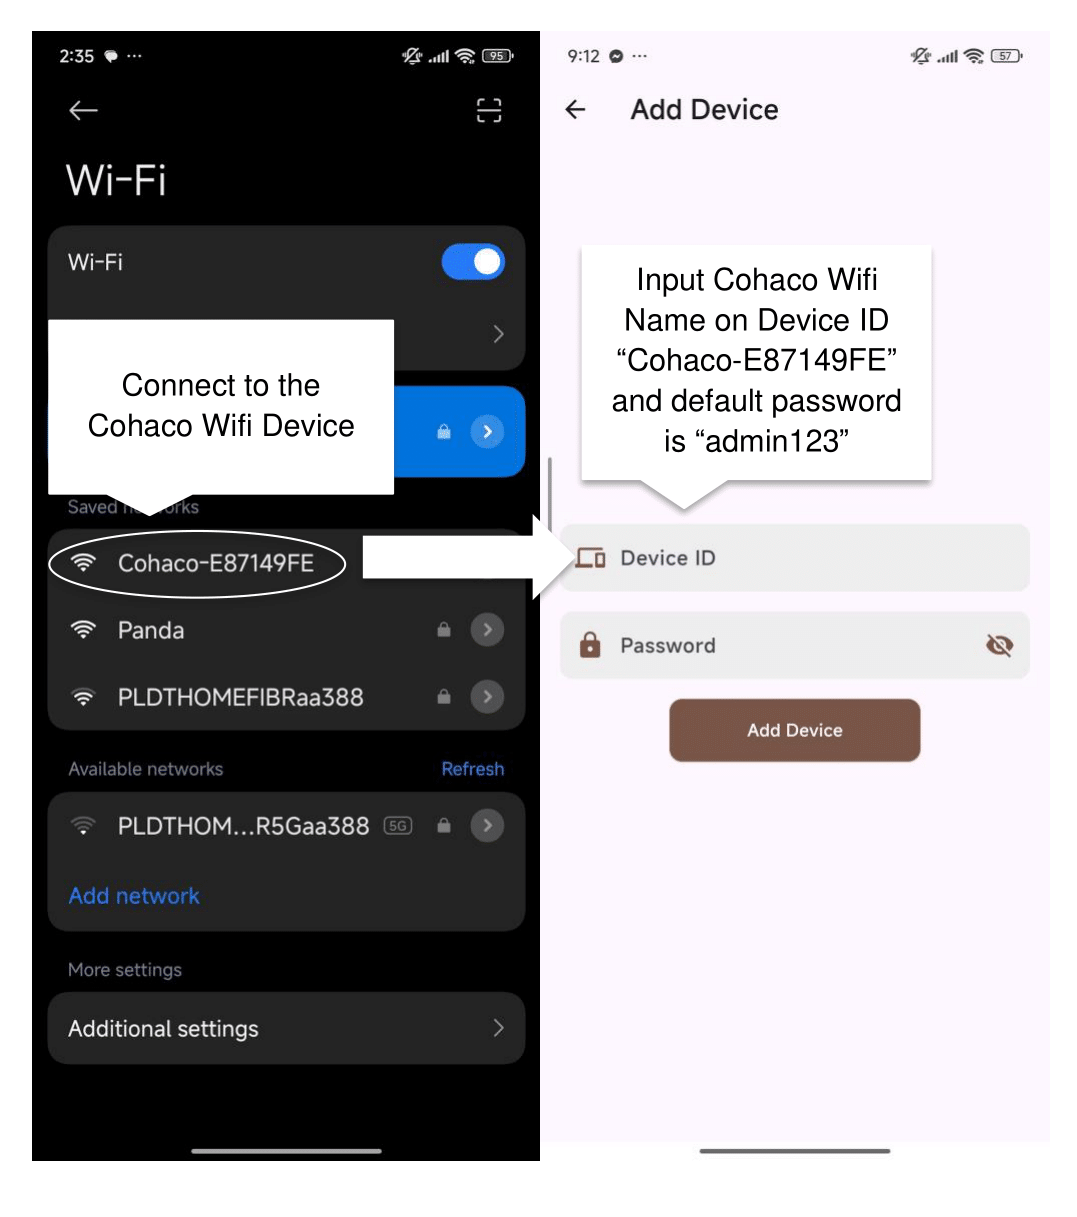 2:35
95
Wi-Fi
Wi-Fi
Connect to the
Cohaco Wifi Device
Saved networks
Cohaco-E87149FE
Panda
PLDTHOMEFIBRaa388
Available networks
Refresh
PLDTHOM...R5Gaa388 5G
Add network
More settings
Additional settings
9:12
57
Add Device
Input Cohaco Wifi
Name on Device ID
“Cohaco-E87149FE”
and default password
is “admin123”
Device ID
Password
Add Device